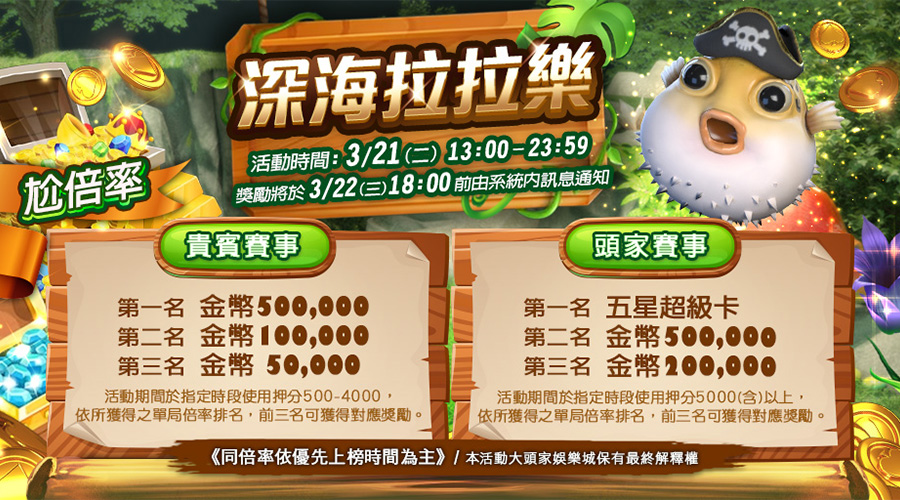 深海拉拉樂
活動時間：3/21(二) 13:00-23:59
獎勵將於 3/22(三)18:00 前由系統內訊息通知
尬倍率
貴賓賽事
第一名 金幣500,000
第二名 金幣100,000
第三名 金幣 50,000
活動期間於指定時段使用押分500-4000，
依所獲得之單局倍率排名，前三名可獲得對應獎勵。
頭家賽事
第一名 五星超級卡
第二名 金幣500,000
第三名 金幣200,000
活動期間於指定時段使用押分5000(含)以上，
依所獲得之單局倍率排名，前三名可獲得對應獎勵。
《同倍率依優先上榜時間為主》/ 本活動大頭家娛樂城保有最終解釋權